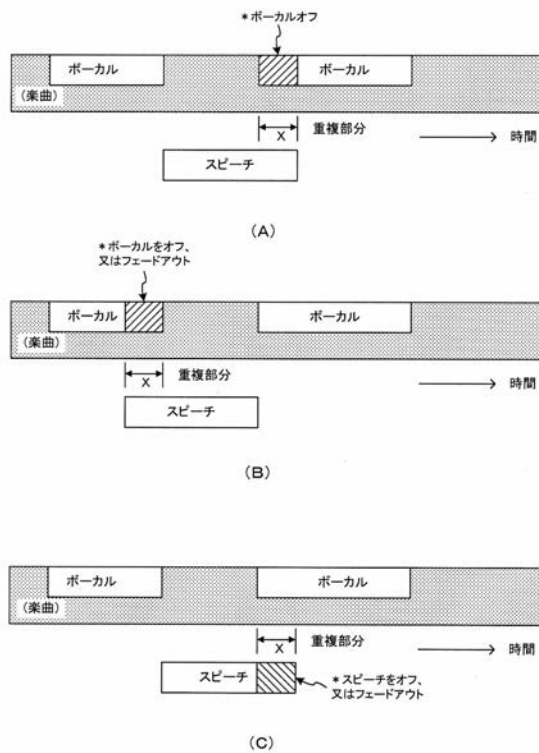 *ボーカルオフ
ボーカル
ボーカル
(楽曲)
X
重複部分
時間
スピーチ
(A)
*ボーカルをオフ、
又はフェードアウト
ボーカル
ボーカル
(楽曲)
X
重複部分
時間
スピーチ
(B)
ボーカル
ボーカル
(楽曲)
X
重複部分
時間
スピーチ
*スピーチをオフ、
又はフェードアウト
(C)